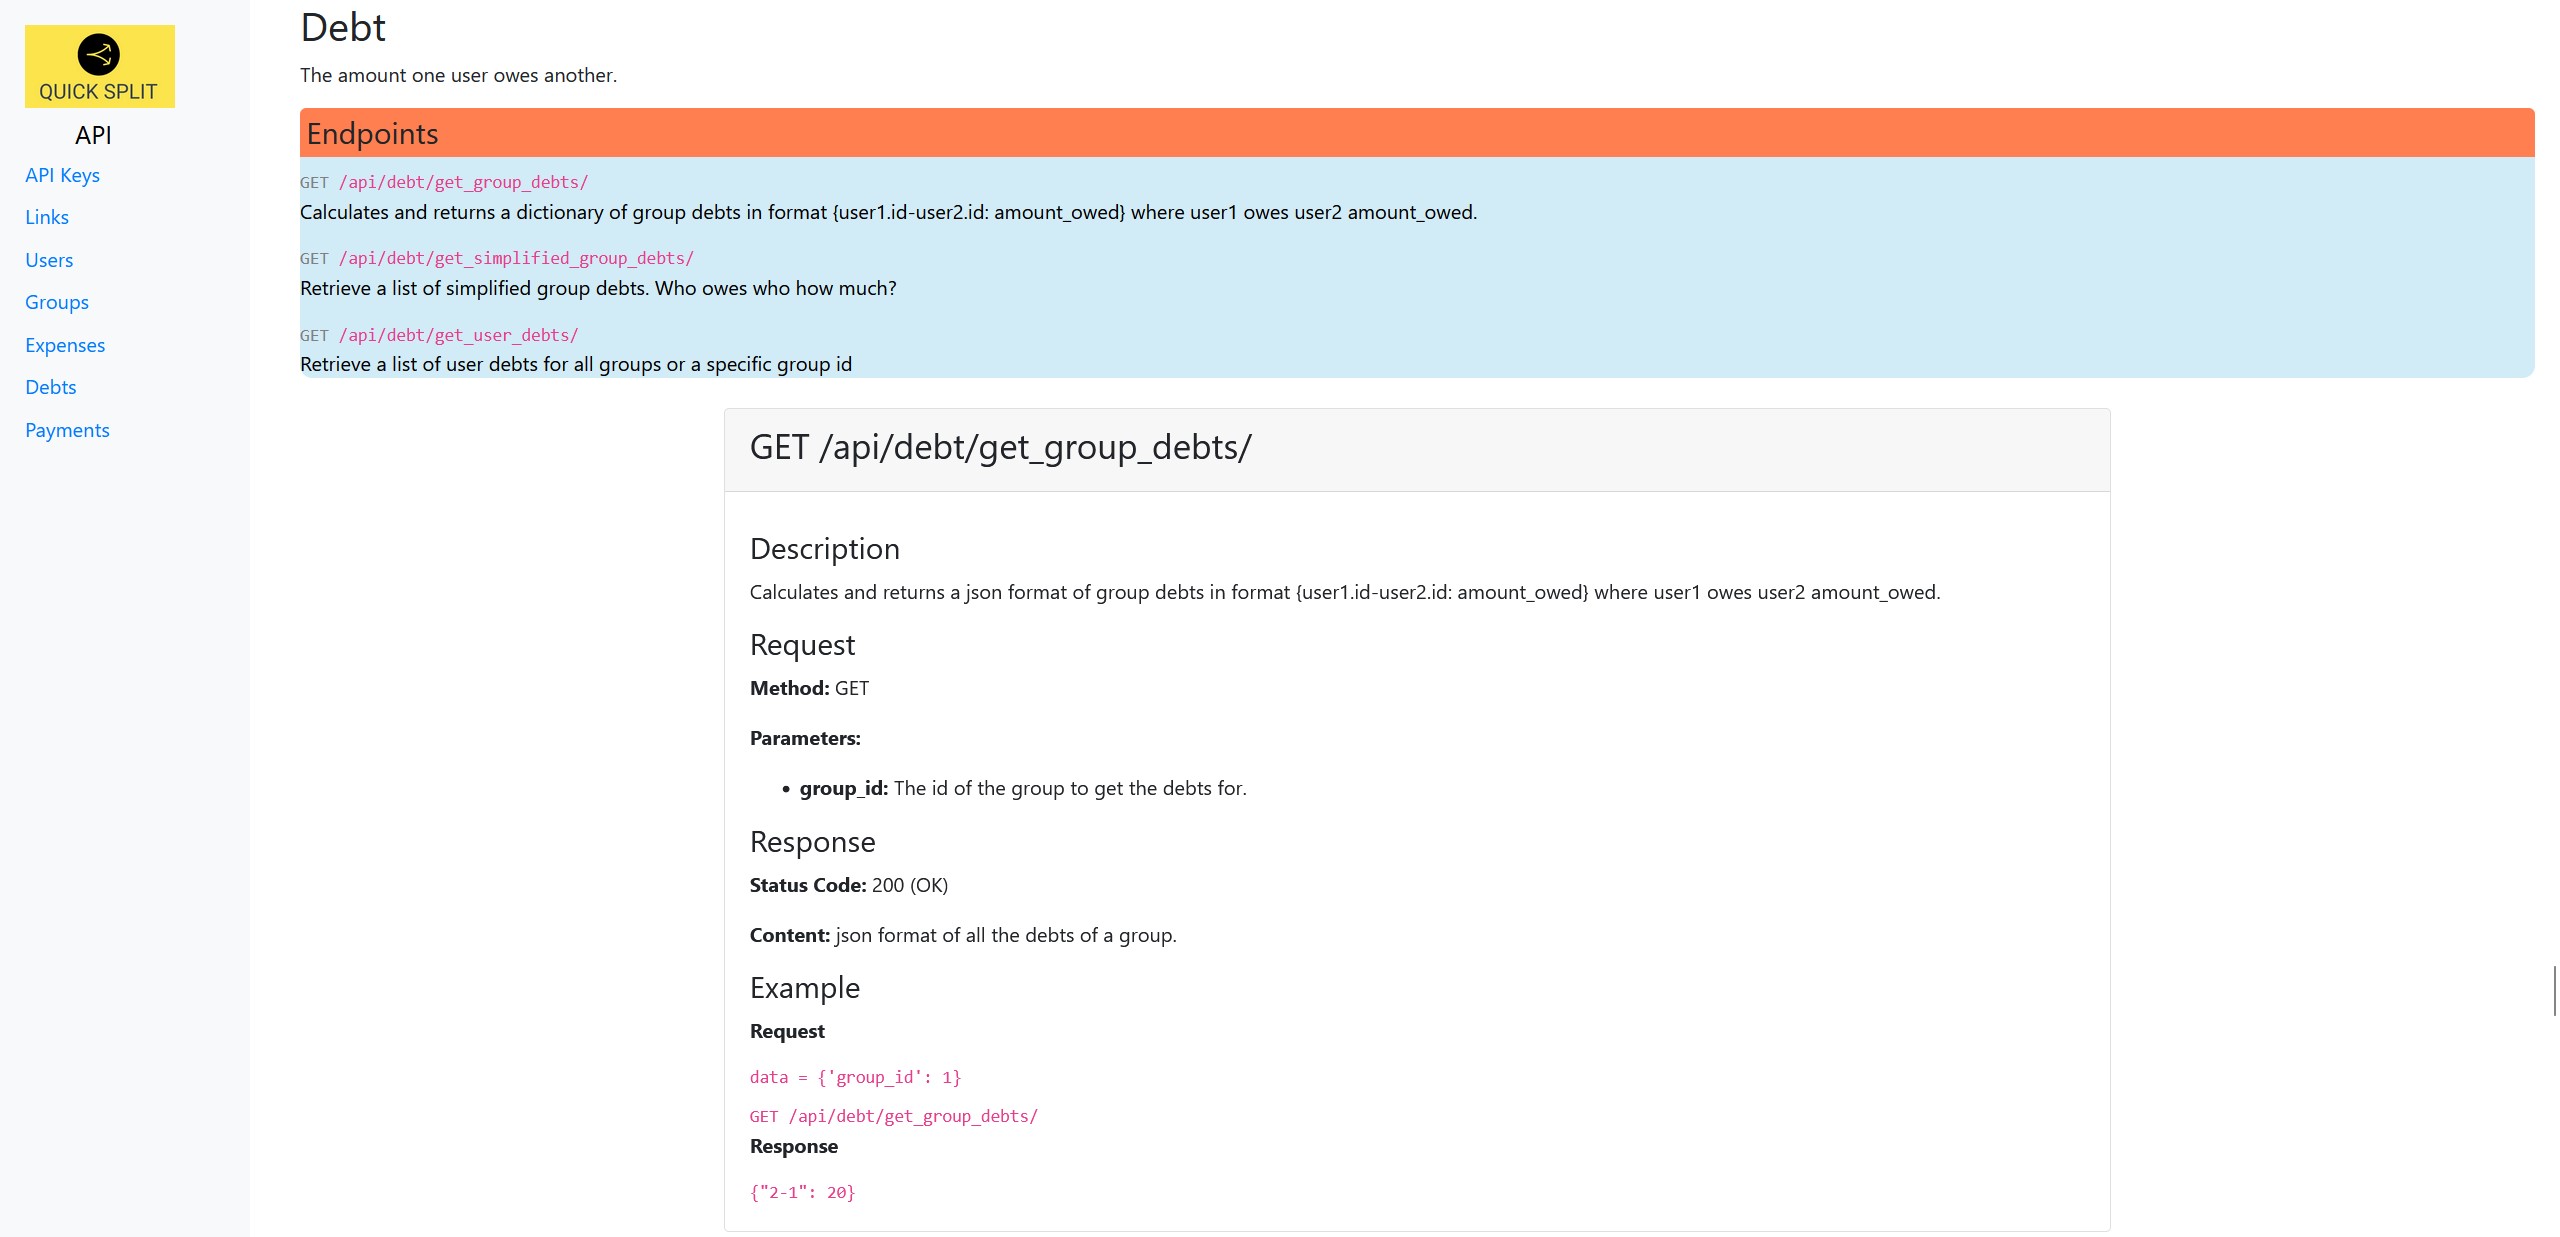 QUICK SPLIT
API
API Keys
Links
Users
Groups
Expenses
Debts
Payments
Debt
The amount one user owes another.
Endpoints
GET /api/debt/get_group_debts/
Calculates and returns a dictionary of group debts in format {user1.id-user2.id: amount_owed} where user1 owes user2 amount_owed.
GET /api/debt/get_simplified_group_debts/
Retrieve a list of simplified group debts. Who owes who how much?
GET /api/debt/get_user_debts/
Retrieve a list of user debts for all groups or a specific group id
GET /api/debt/get_group_debts/
Description
Calculates and returns a json format of group debts in format {user1.id-user2.id: amount_owed} where user1 owes user2 amount_owed.
Request
Method: GET
Parameters:
• group_id: The id of the group to get the debts for.
Response
Status Code: 200 (OK)
Content: json format of all the debts of a group.
Example
Request
data = {'group_id': 1}
GET /api/debt/get_group_debts/
Response
{"2-1": 20}